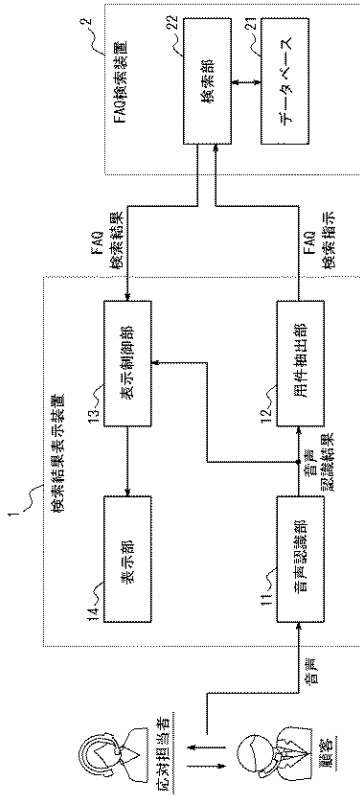 1
検索結果表示装置
14
表示部
13
表示制御部
11
音声認識部
12
用件抽出部
音声
認識結果
音声
応対担当者
顧客
FAQ
検索結果
FAQ
検索指示
2
FAQ検索装置
22
検索部
21
データベース